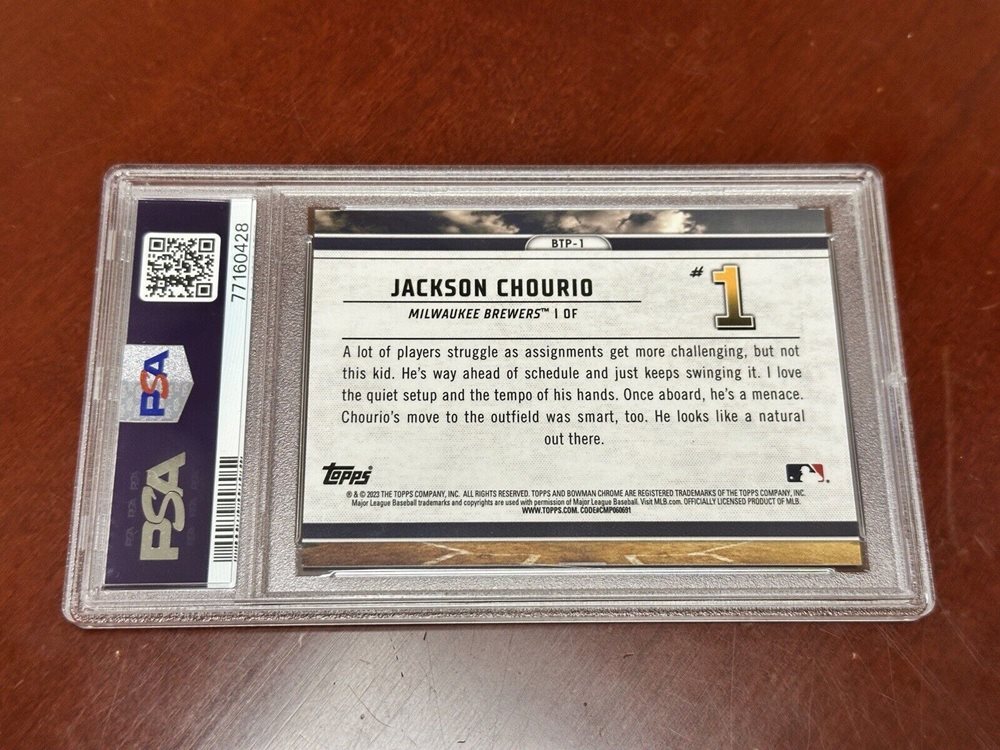 77160428
PSA
PSA
BTP-1
JACKSON CHOURIO
MILWAUKEE BREWERS™ | OF
#1
A lot of players struggle as assignments get more challenging, but not
this kid. He's way ahead of schedule and just keeps swinging it. I love
the quiet setup and the tempo of his hands. Once aboard, he's a menace.
Chourio's move to the outfield was smart, too. He looks like a natural
out there.
topps®
® & © 2023 THE TOPPS COMPANY, INC. ALL RIGHTS RESERVED. TOPPS AND BOWMAN CHROME ARE REGISTERED TRADEMARKS OF THE TOPPS COMPANY, INC.
Major League Baseball trademarks and copyrights are used with permission of Major League Baseball. Visit MLB.com. OFFICIALLY LICENSED PRODUCT OF MLB.
WWW.TOPPS.COM. CODE#CMP060691